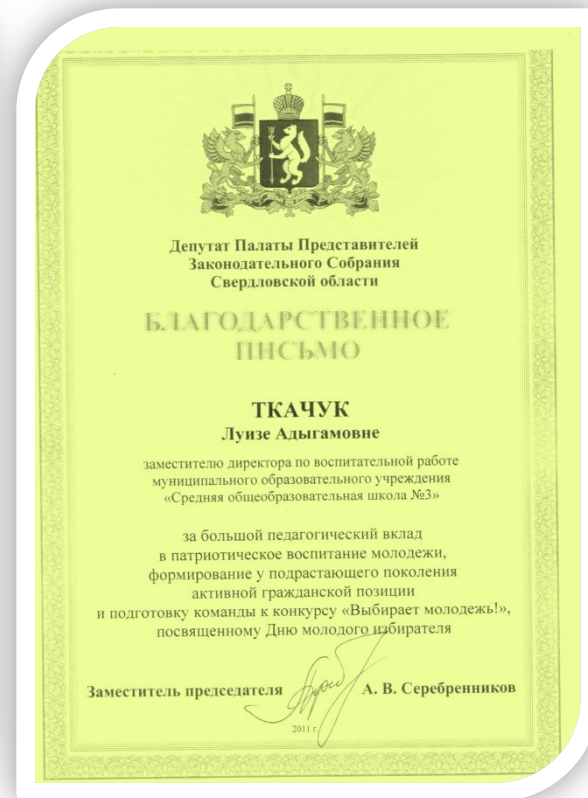 Депутат Палаты Представителей
Законодательного Собрания
Свердловской области
БЛАГОДАРСТВЕННОЕ
ПИСЬМО
ТКАЧУК
Луизе Адыгамовне
заместителю директора по воспитательной работе
муниципального образовательного учреждения
«Средняя общеобразовательная школа №3»
за большой педагогический вклад
в патриотическое воспитание молодежи,
формирование у подрастающего поколения
активной гражданской позиции
и подготовку команды к конкурсу «Выбирает молодежь!»,
посвященному Дню молодого избирателя
Заместитель председателя А. В. Серебренников
2011 г.